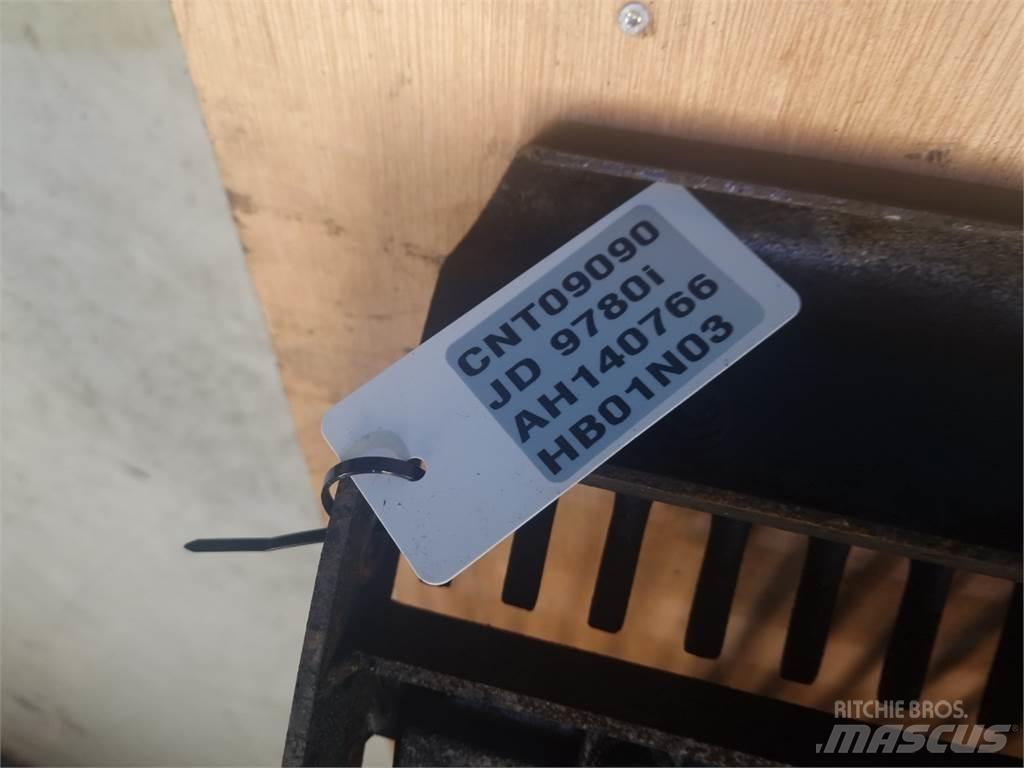 CNT09090
JD 9780i
AH140766
HB01N03
RITCHIE BROS.
MASCUS